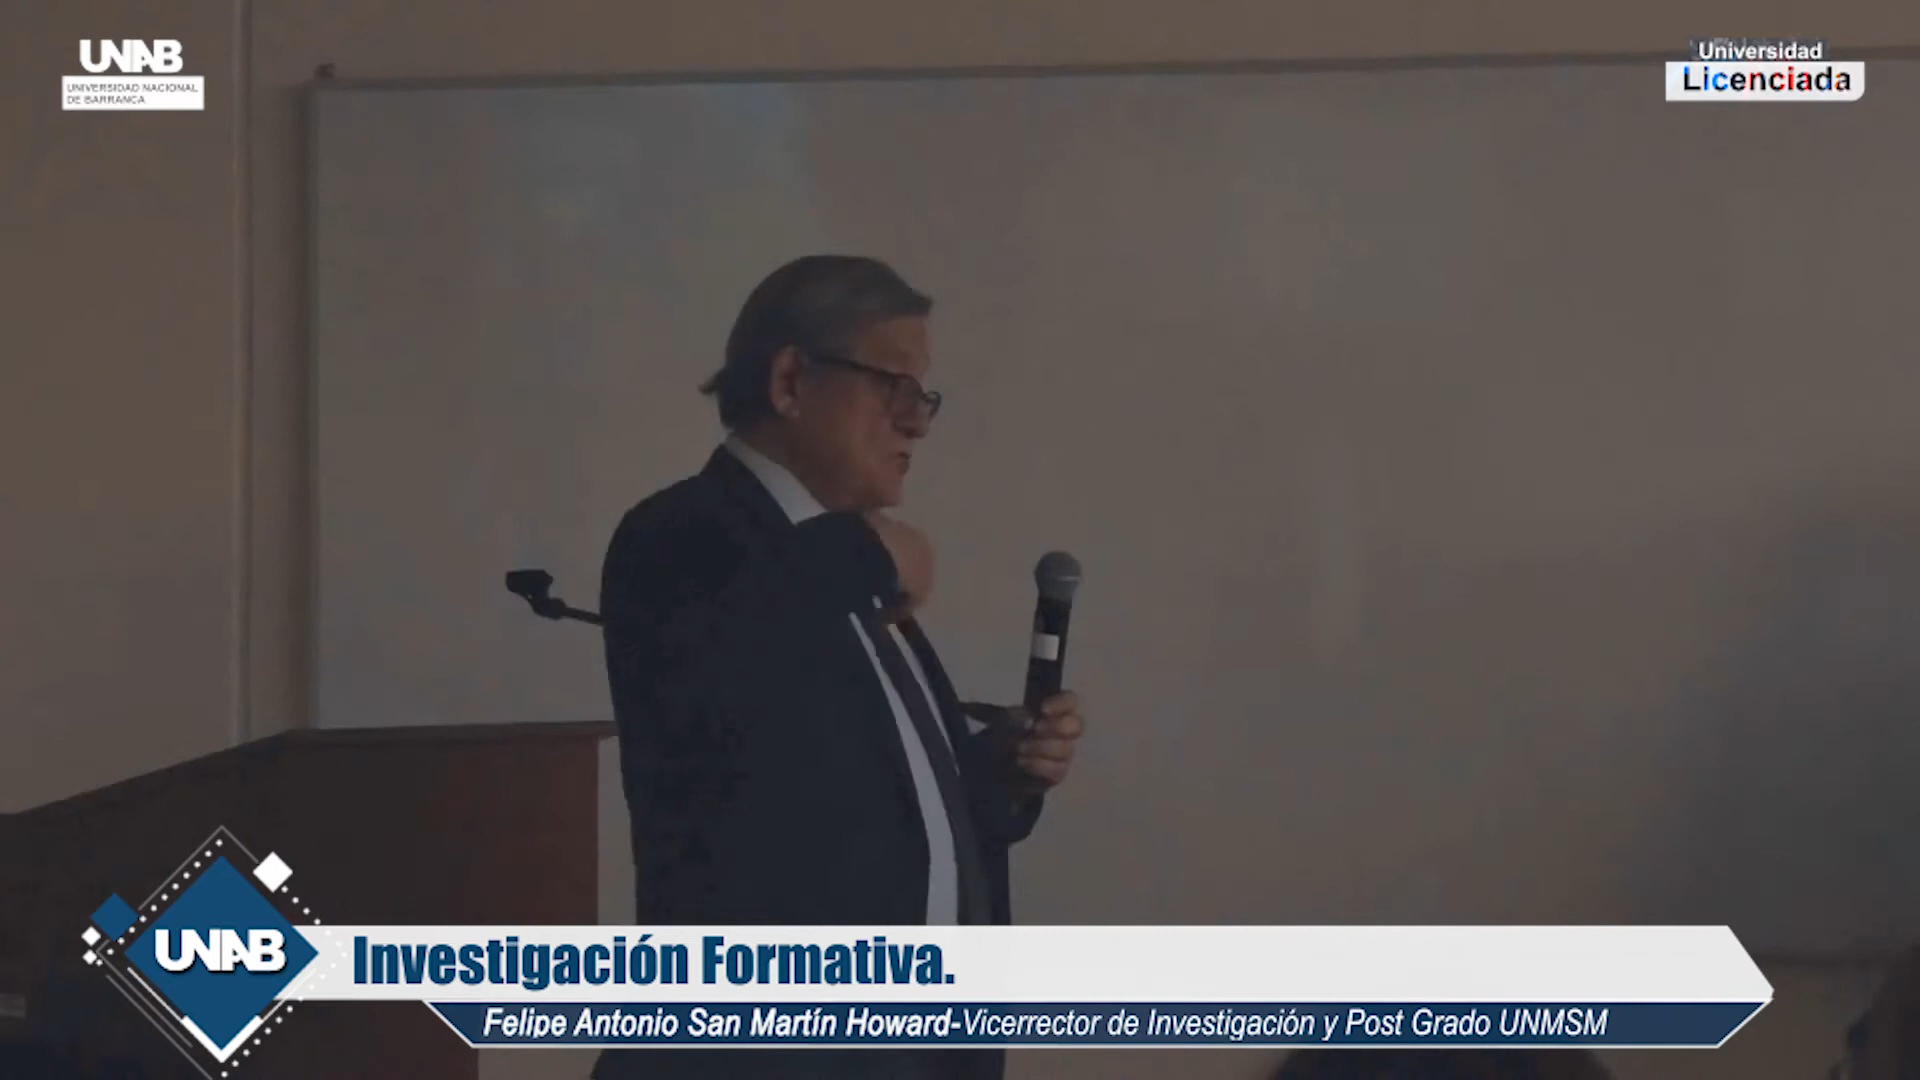 UNAB
UNIVERSIDAD NACIONAL
DE BARRANCA
Universidad
Licenciada
UNAB
Investigación Formativa.
Felipe Antonio San Martín Howard-Vicerrector de Investigación y Post Grado UNMSM